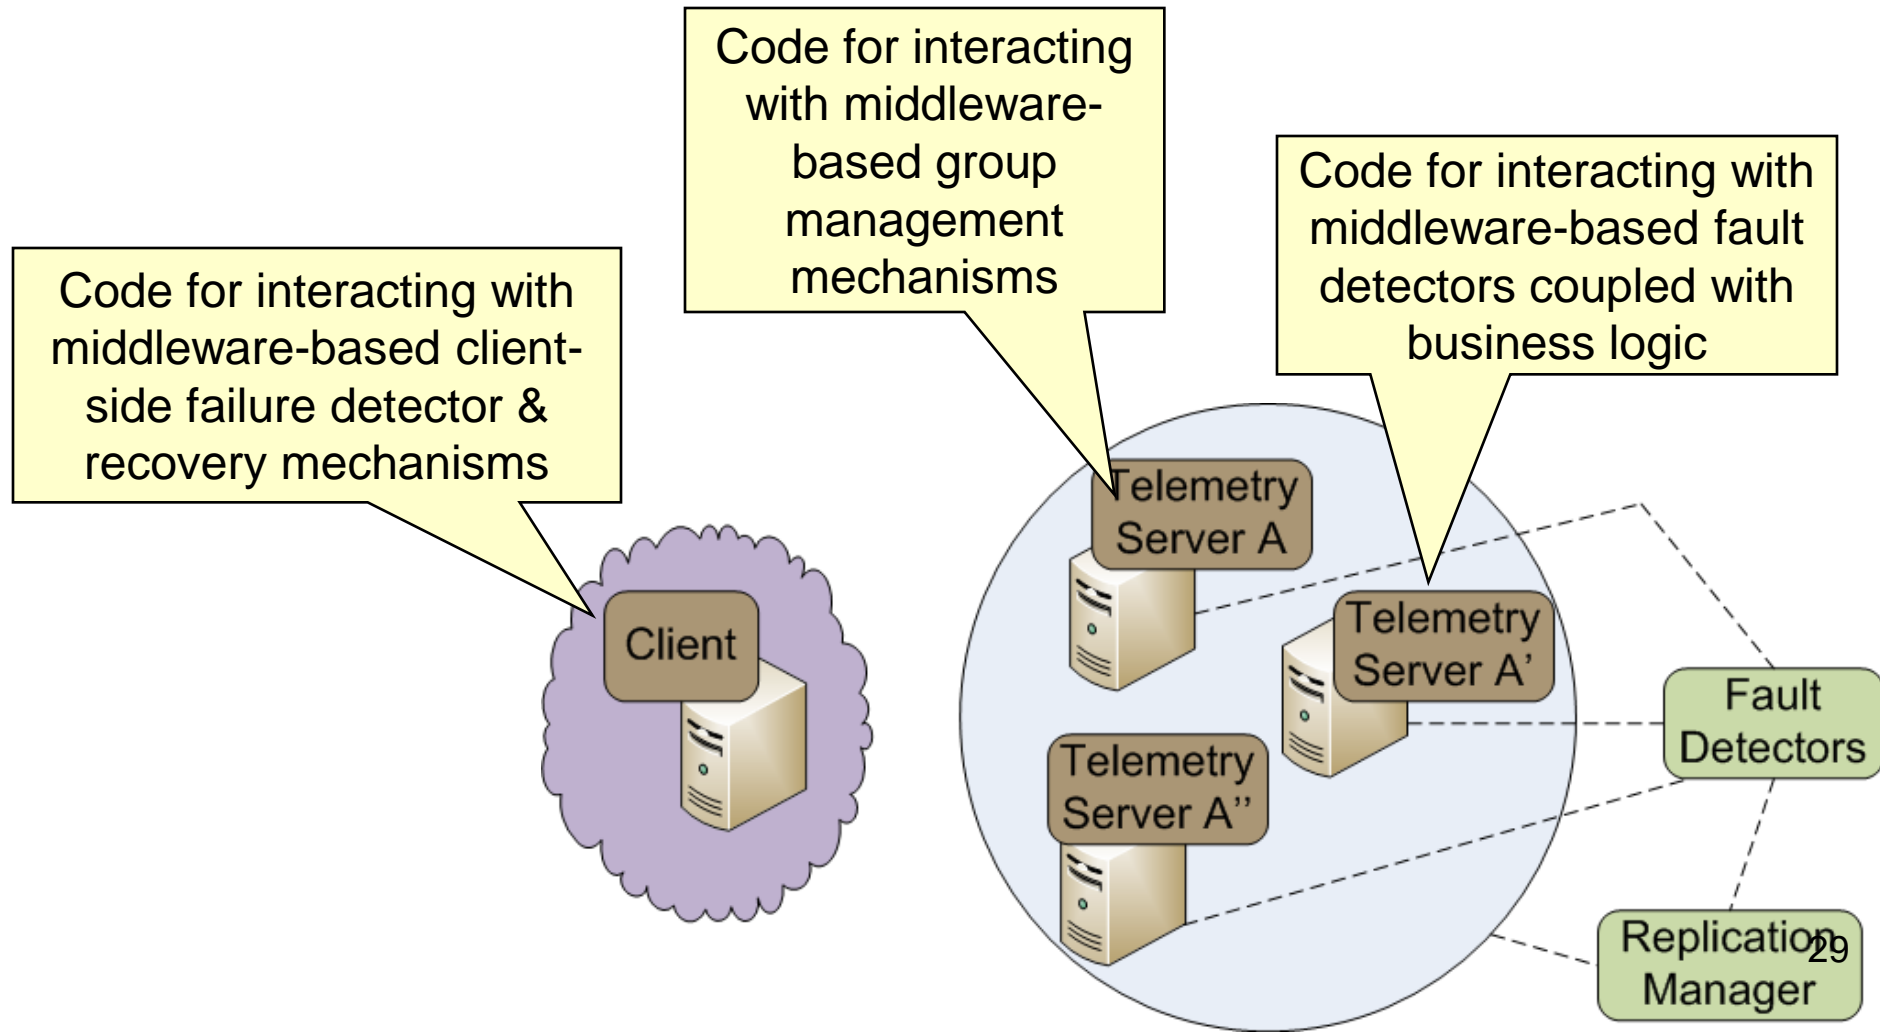 Code for interacting
with middleware-
based group
management
mechanisms
Code for interacting with
middleware-based fault
detectors coupled with
business logic
Code for interacting with
middleware-based client-
side failure detector &
recovery mechanisms
Telemetry
Server A
Client
Telemetry
Server A’
Fault
Detectors
Telemetry
Server A’’
Replication
Manager
29